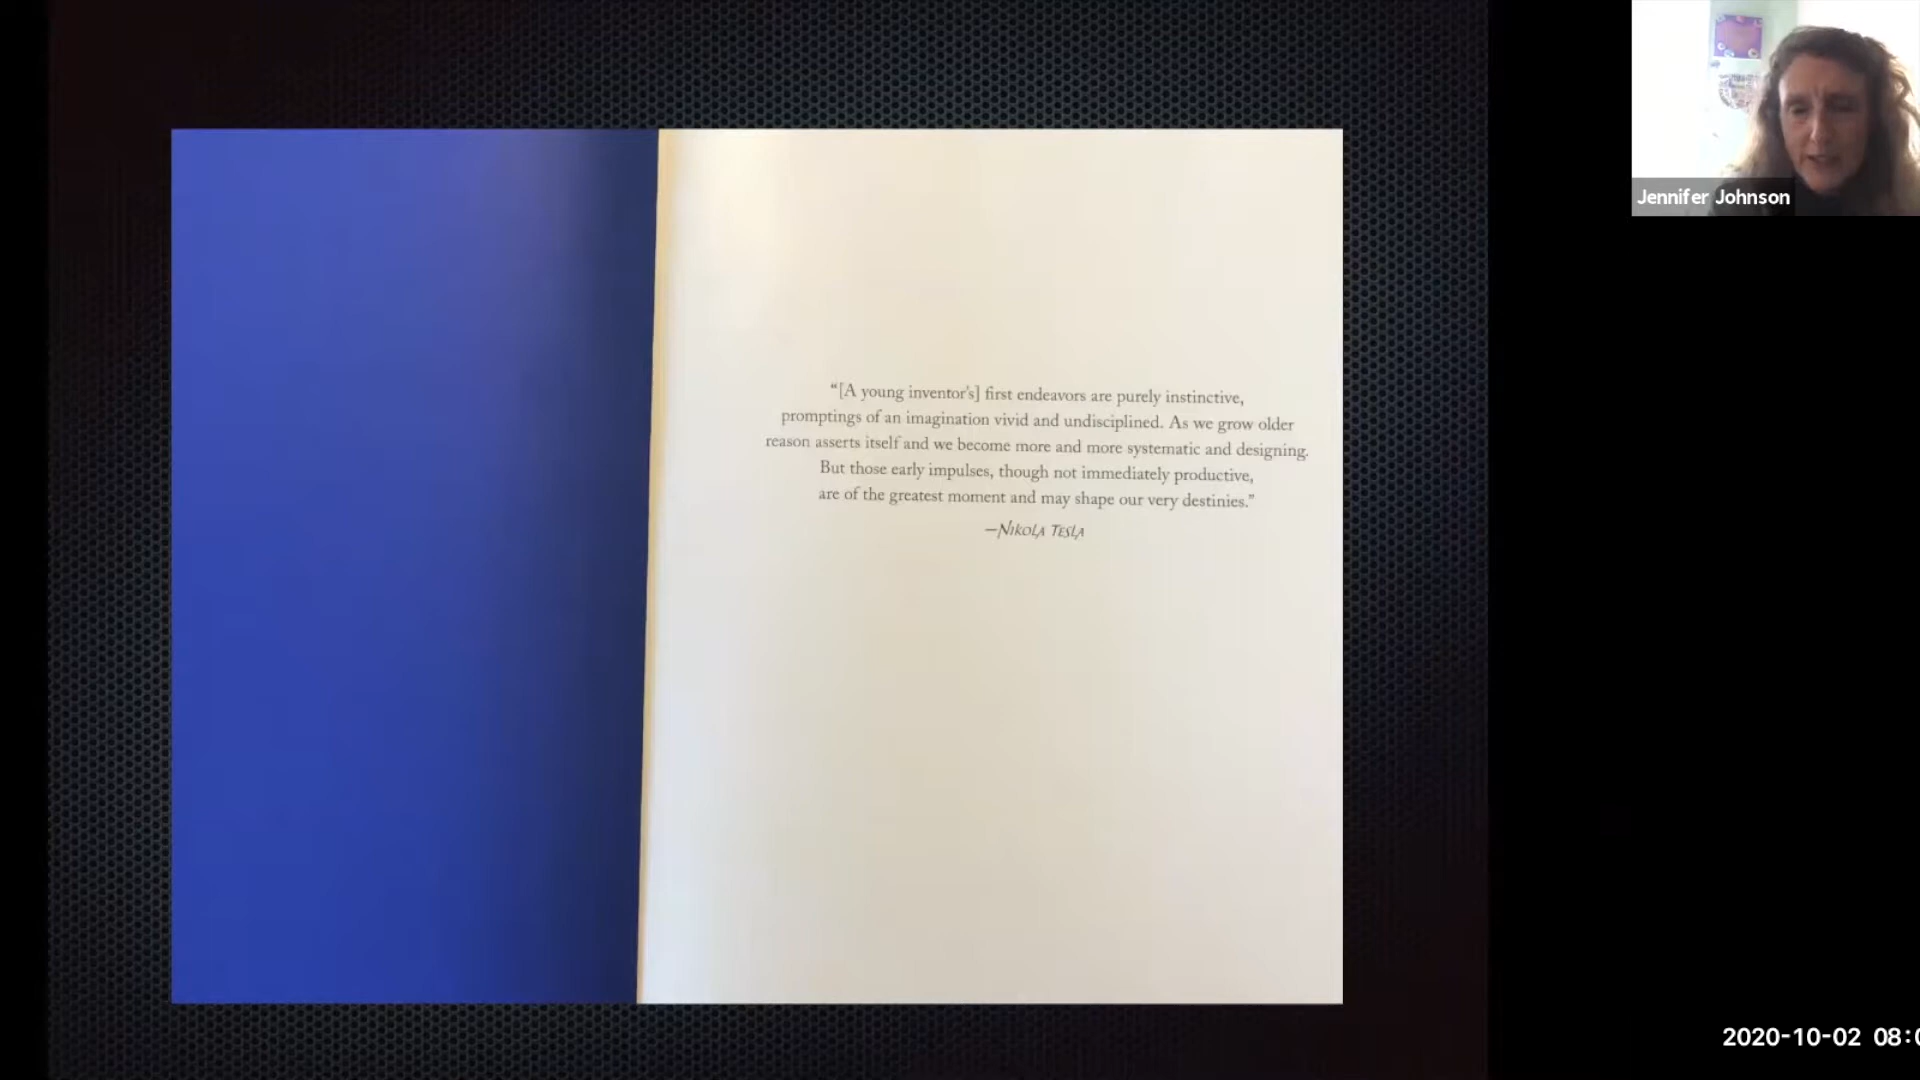 “[A young inventor's] first endeavors are purely instinctive,
promptings of an imagination vivid and undisciplined. As we grow older
reason asserts itself and we become more and more systematic and designing.
But those early impulses, though not immediately productive,
are of the greatest moment and may shape our very destinies.”
—Nikola Tesla
Jennifer Johnson
2020-10-02 08:0